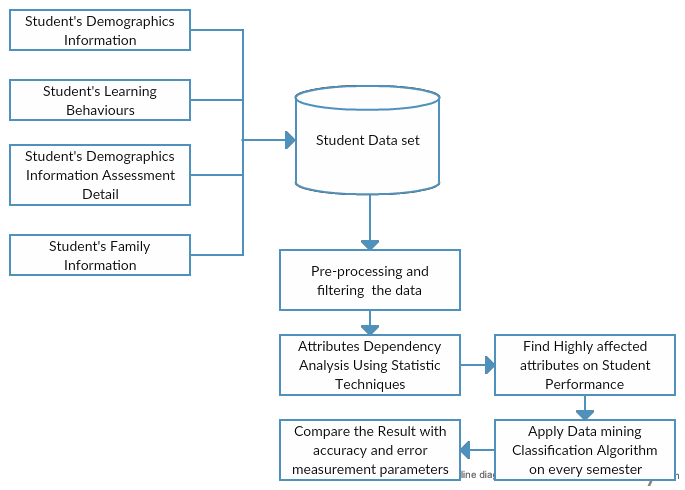 Student's Demographics
Information
Student's Learning
Behaviours
Student's Demographics
Information Assessment
Detail
Student's Family
Information
Student Data set
Pre-processing and
filtering the data
Attributes Dependency
Analysis Using Statistic
Techniques
Find Highly affected
attributes on Student
Performance
Apply Data mining
Classification Algorithm
on every semester
Compare the Result with
accuracy and error
measurement parameters
line diag